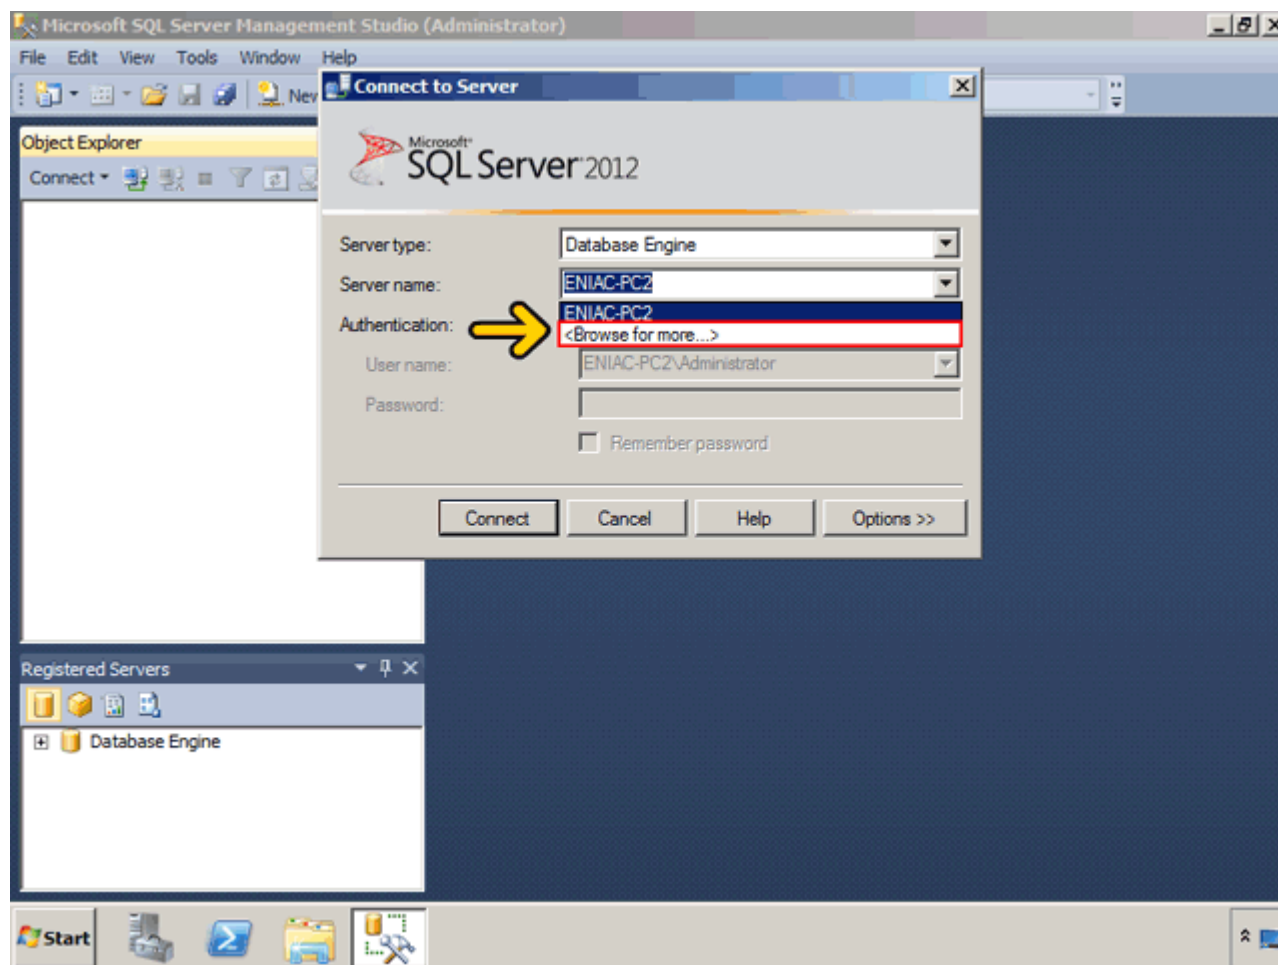 Microsoft SQL Server Management Studio (Administrator)
File Edit View Tools Window Help
New
Connect to Server
Object Explorer
Connect
Microsoft
SQL Server 2012
Server type: Database Engine
Server name: ENIAC-PC2
ENIAC-PC2
Authentication:
<Browse for more...>
User name: ENIAC-PC2\Administrator
Password:
Remember password
Connect Cancel Help Options >>
Registered Servers
Database Engine
Start